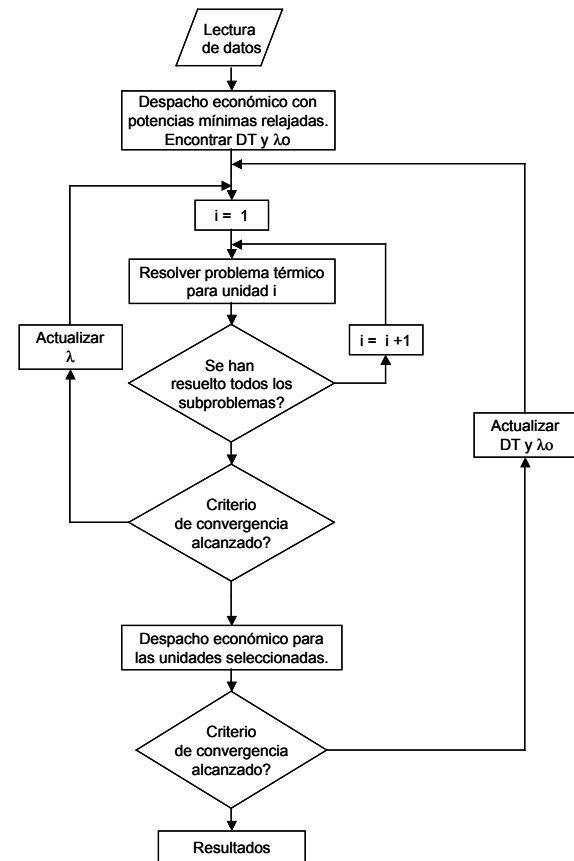 Lectura
de datos
Despacho económico con
potencias mínimas relajadas.
Encontrar DT y λo
i = 1
Resolver problema térmico
para unidad i
Actualizar
λ
Se han
resuelto todos los
subproblemas?
i = i +1
Actualizar
DT y λo
Criterio
de convergencia
alcanzado?
Despacho económico para
las unidades seleccionadas.
Criterio
de convergencia
alcanzado?
Resultados